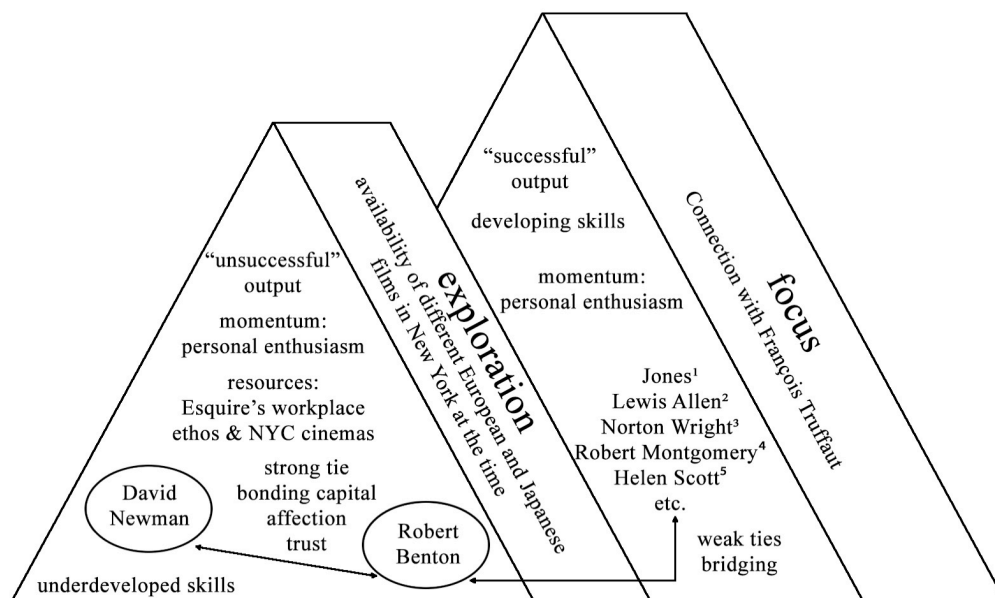 “unsuccessful”
output
momentum:
personal enthusiasm
resources:
Esquire’s workplace
ethos & NYC cinemas
strong tie
bonding capital
affection
trust
David
Newman
Robert
Benton
underdeveloped skills
availability of different European and Japanese
films in New York at the time
exploration
“successful”
output
developing skills
momentum:
personal enthusiasm
Jones¹
Lewis Allen²
Norton Wright³
Robert Montgomery⁴
Helen Scott⁵
etc.
weak ties
bridging
Connection with François Truffaut
focus